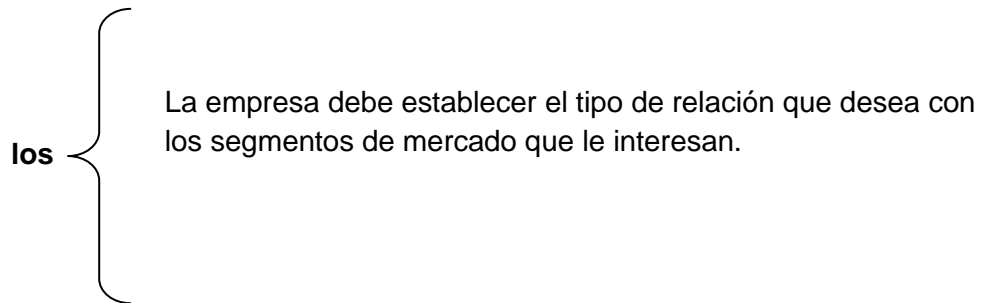 La empresa debe establecer el tipo de relación que desea con
los segmentos de mercado que le interesan.
los